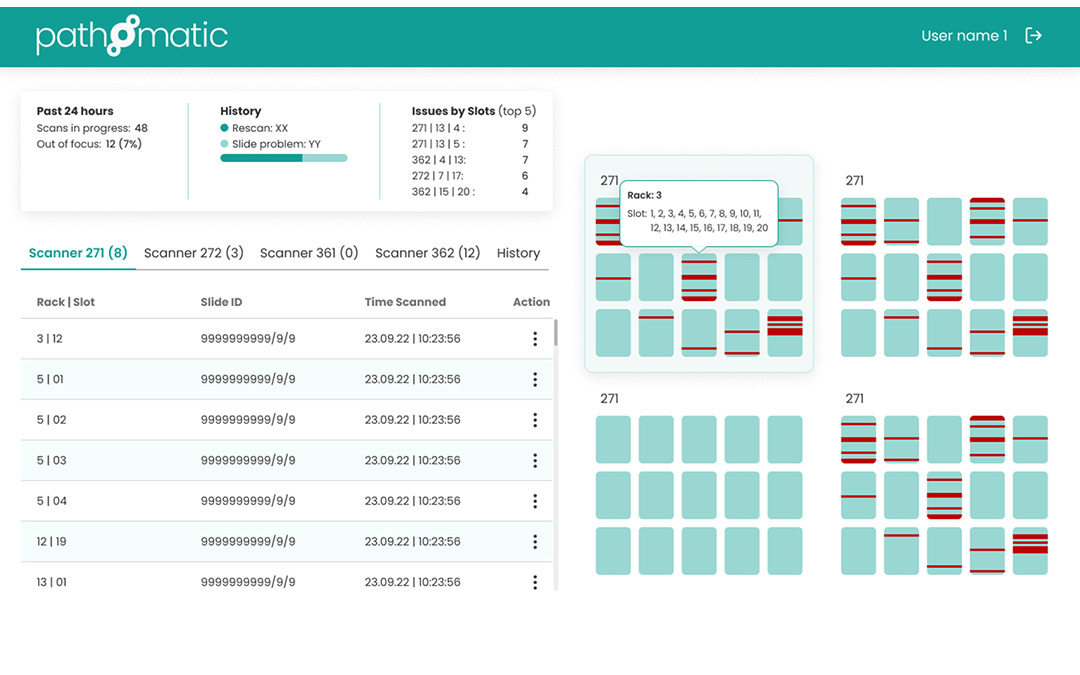 pathomatic
User name 1
Past 24 hours
Scans in progress: 48
Out of focus: 12 (7%)
History
Rescan: XX
Slide problem: YY
Issues by Slots (top 5)
271 | 13 | 4 : 9
271 | 13 | 5 : 7
362 | 4 | 13: 7
272 | 7 | 17: 6
362 | 15 | 20 : 4
Scanner 271 (8) Scanner 272 (3) Scanner 361 (0) Scanner 362 (12) History
Rack | Slot Slide ID Time Scanned Action
3 | 12 9999999999/9/9 23.09.22 | 10:23:56
5 | 01 9999999999/9/9 23.09.22 | 10:23:56
5 | 02 9999999999/9/9 23.09.22 | 10:23:56
5 | 03 9999999999/9/9 23.09.22 | 10:23:56
5 | 04 9999999999/9/9 23.09.22 | 10:23:56
12 | 19 9999999999/9/9 23.09.22 | 10:23:56
13 | 01 9999999999/9/9 23.09.22 | 10:23:56
271
Rack: 3
Slot: 1, 2, 3, 4, 5, 6, 7, 8, 9, 10, 11,
12, 13, 14, 15, 16, 17, 18, 19, 20
271
271
271